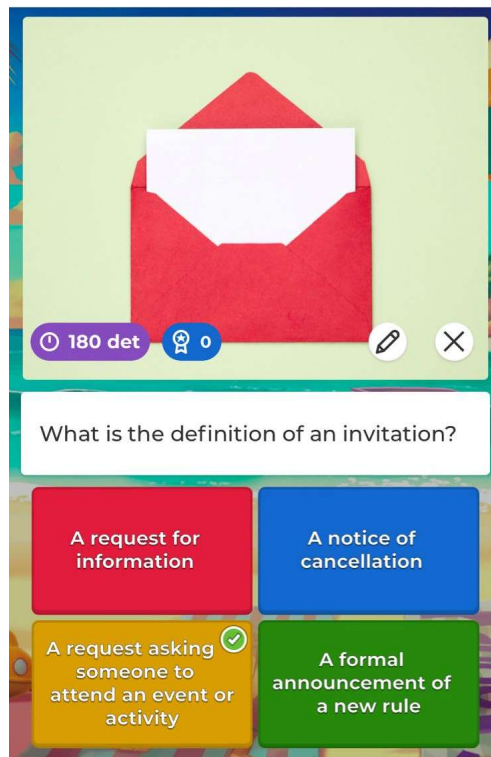 180 det
0
What is the definition of an invitation?
A request for
information
A notice of
cancellation
A request asking
someone to
attend an event or
activity
A formal
announcement of
a new rule